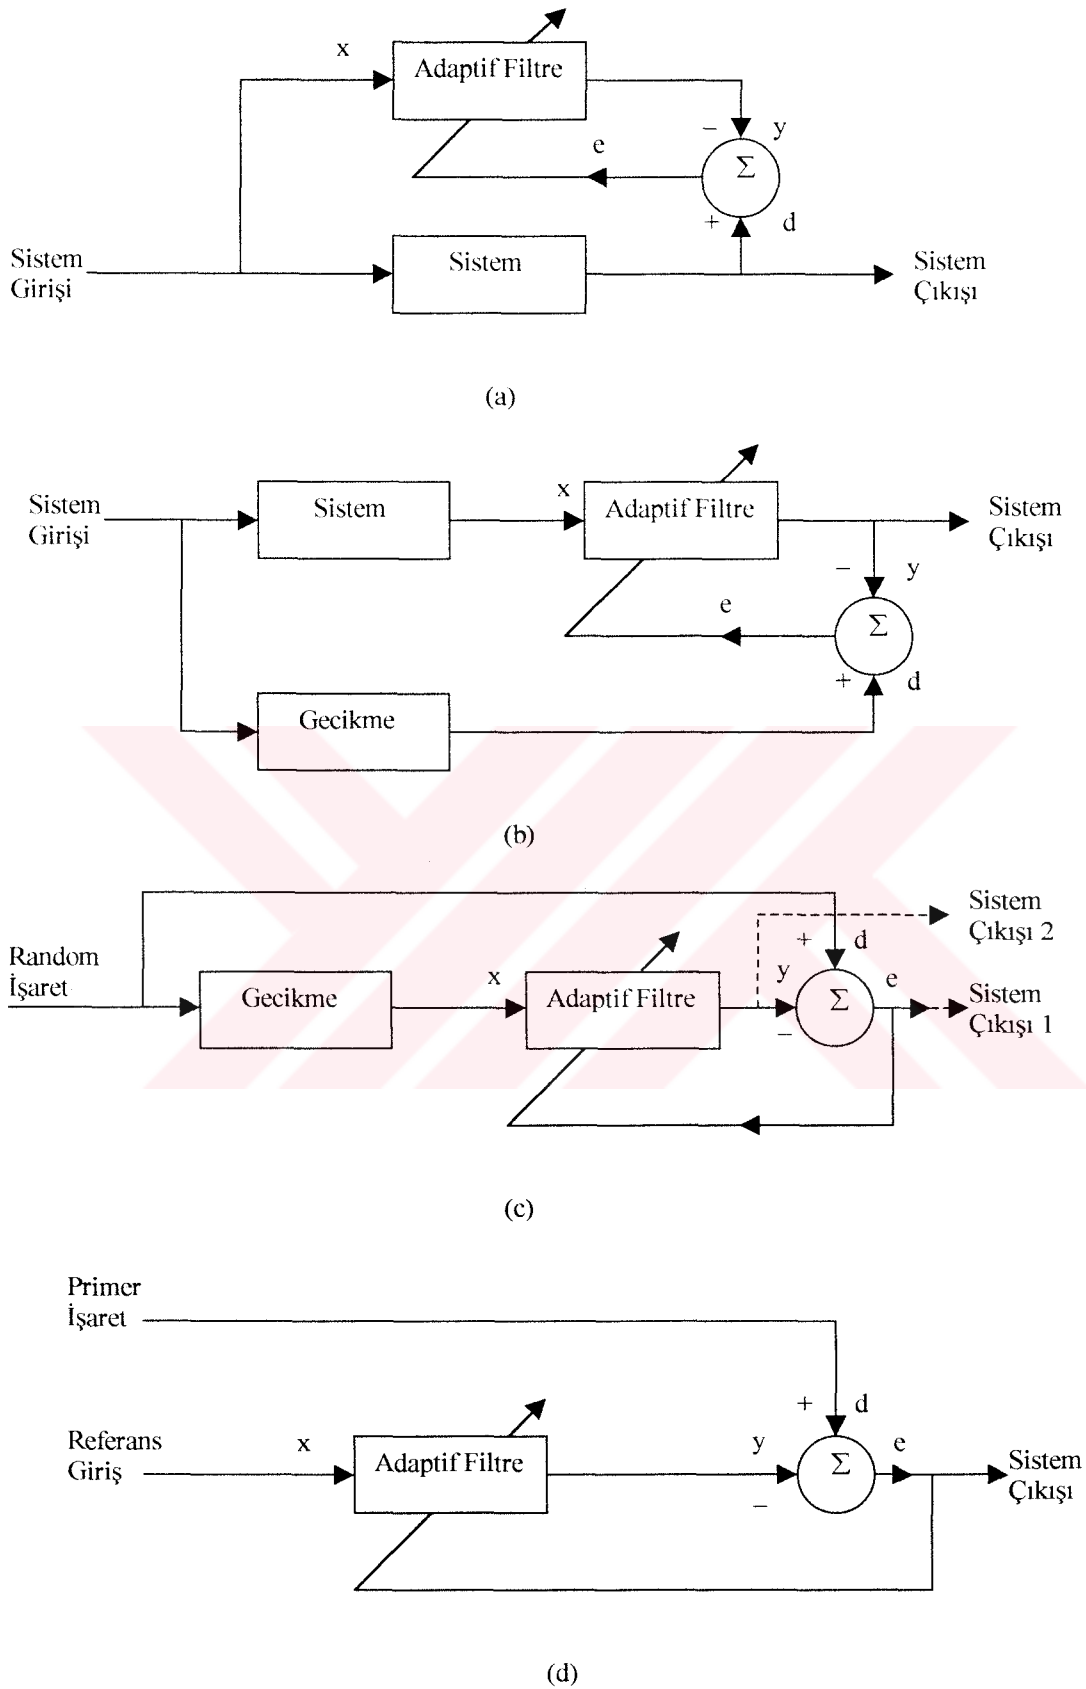 x
Adaptif Filtre
−
y
e
Σ
+
d
Sistem
Girişi
Sistem
Sistem
Çıkışı
(a)
Sistem
Girişi
Sistem
x
Adaptif Filtre
Sistem
Çıkışı
−
y
e
Σ
+
d
Gecikme
(b)
Sistem
Çıkışı 2
+
d
Random
İşaret
Gecikme
x
Adaptif Filtre
y
−
Σ
e
Sistem
Çıkışı 1
(c)
Primer
İşaret
+
d
Referans
Giriş
x
Adaptif Filtre
y
−
Σ
e
Sistem
Çıkışı
(d)